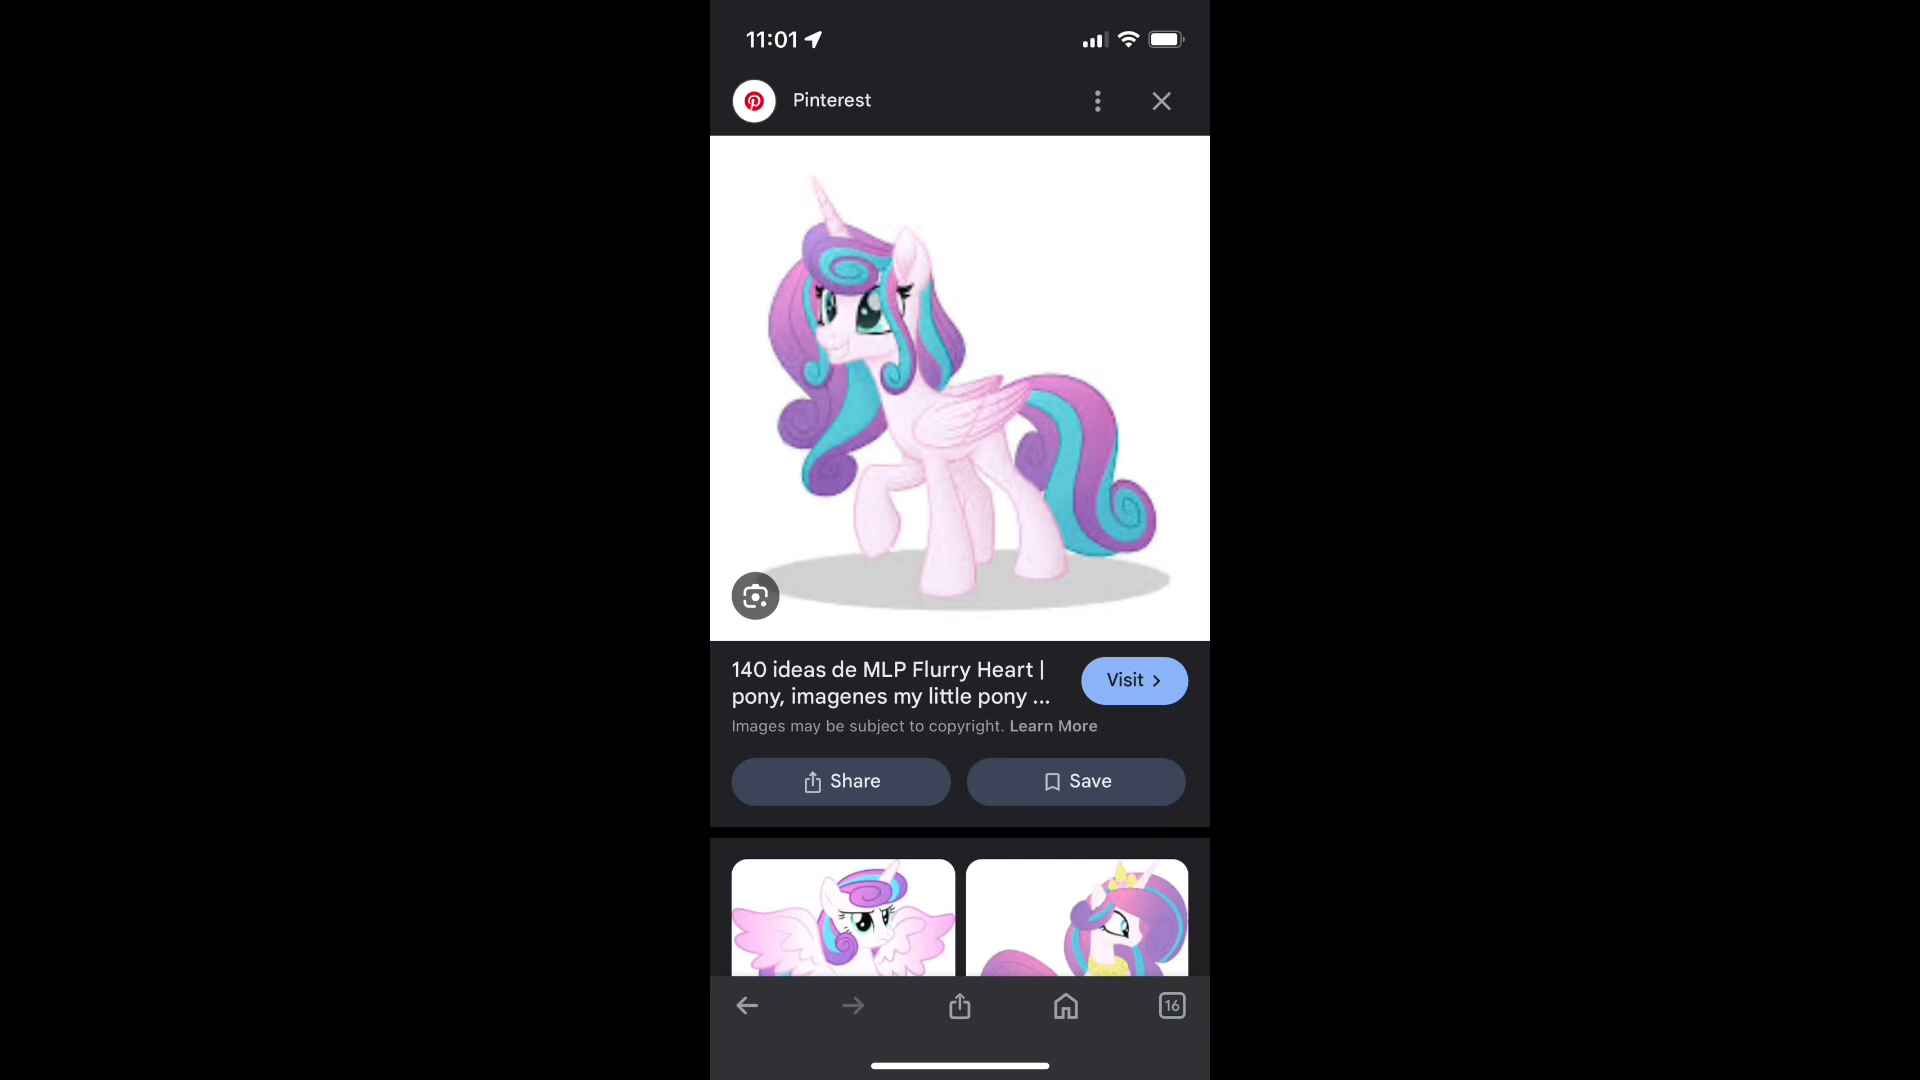 11:01
Pinterest
140 ideas de MLP Flurry Heart |
pony, imagenes my little pony ...
Visit
Images may be subject to copyright. Learn More
Share
Save
16